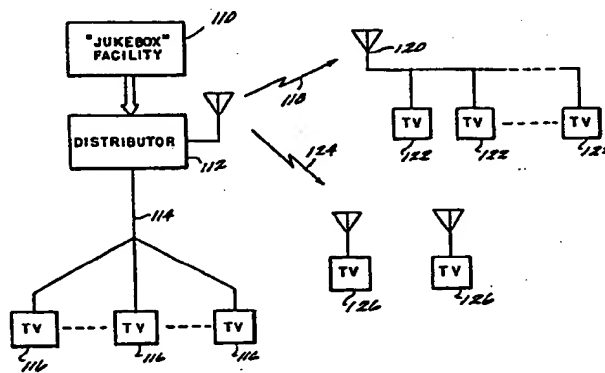 110
"JUKEBOX"
FACILITY
120
118
DISTRIBUTOR
112
TV TV TV
122 122 122
124
114
TV TV
126 126
TV TV TV
116 116 116